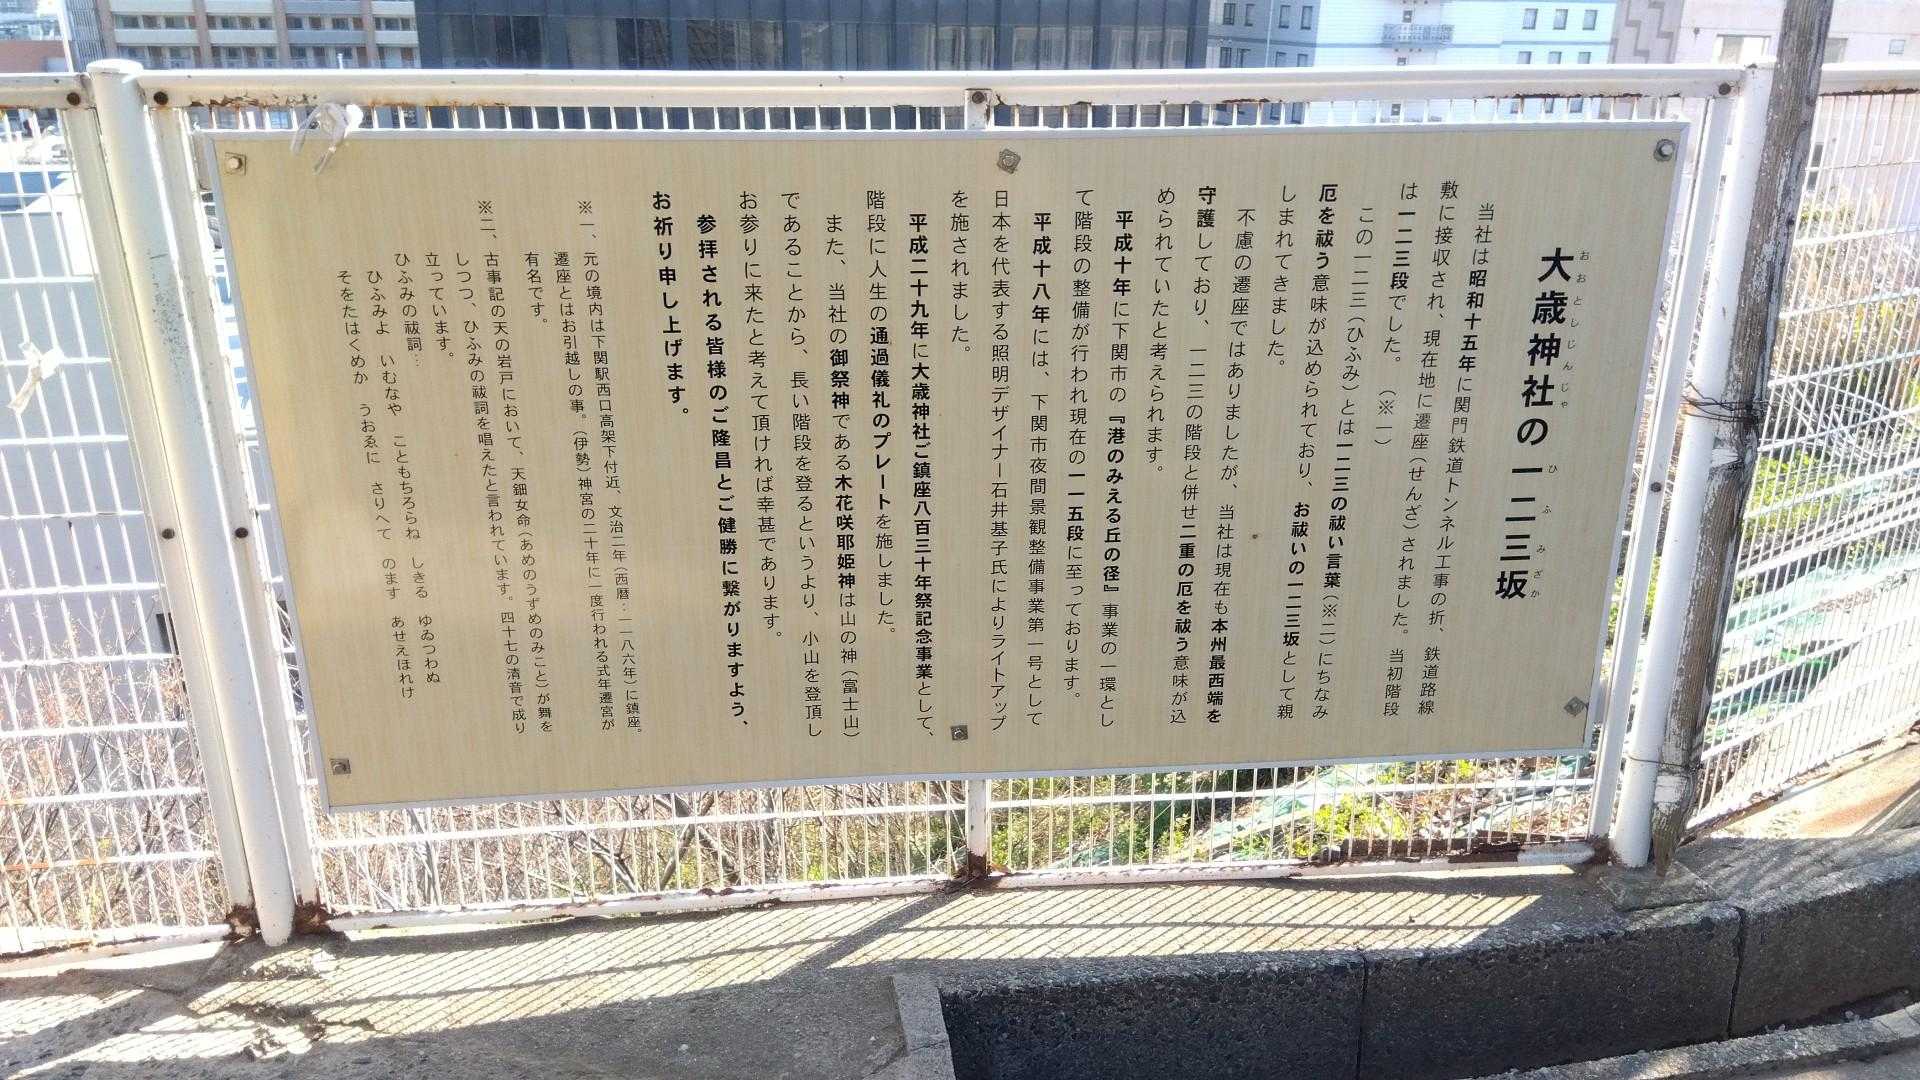 大歳神社の一二三坂
おおとしじんじゃ ひふみざか
当社は昭和十五年に関門鉄道トンネル工事の折、鉄道路線
敷に接収され、現在地に遷座(せんざ)されました。当初階段
は一二三段でした。(※一)
この一二三(ひふみ)とは一二三の祓い言葉(※二)にちなみ
厄を祓う意味が込められており、お祓いの一二三坂として親
しまれてきました。
不慮の遷座ではありましたが、当社は現在も本州最西端を
守護しており、一二三の階段と併せ二重の厄を祓う意味が込
められていたと考えられます。
平成十年に下関市の『港のみえる丘の径』事業の一環とし
て階段の整備が行われ現在の一一五段に至っております。
平成十八年には、下関市夜間景観整備事業第一号として
日本を代表する照明デザイナー石井基子氏によりライトアップ
を施されました。
平成二十九年に大歳神社ご鎮座八百三十年祭記念事業として、
階段に人生の通過儀礼のプレートを施しました。
また、当社の御祭神である木花咲耶姫神は山の神(富士山)
であることから、長い階段を登るというより、小山を登頂し
お参りに来たと考えて頂ければ幸甚であります。
参拝される皆様のご隆昌とご健勝に繋がりますよう、
お祈り申し上げます。
※一、元の境内は下関駅西口高架下付近、文治二年(西暦:一一八六年)に鎮座。
遷座とはお引越しの事。(伊勢)神宮の二十年に一度行われる式年遷宮が
有名です。
※二、古事記の天の岩戸において、天鈿女命(あめのうずめのみこと)が舞を
しつつ、ひふみの祓詞を唱えたと言われています。四十七の清音で成り
立っています。
ひふみの祓詞…
ひふみよ いむなや こともちろらね しきる ゆゐつわぬ
そをたはくめか うおゑに さりへて のます あせえほれけ